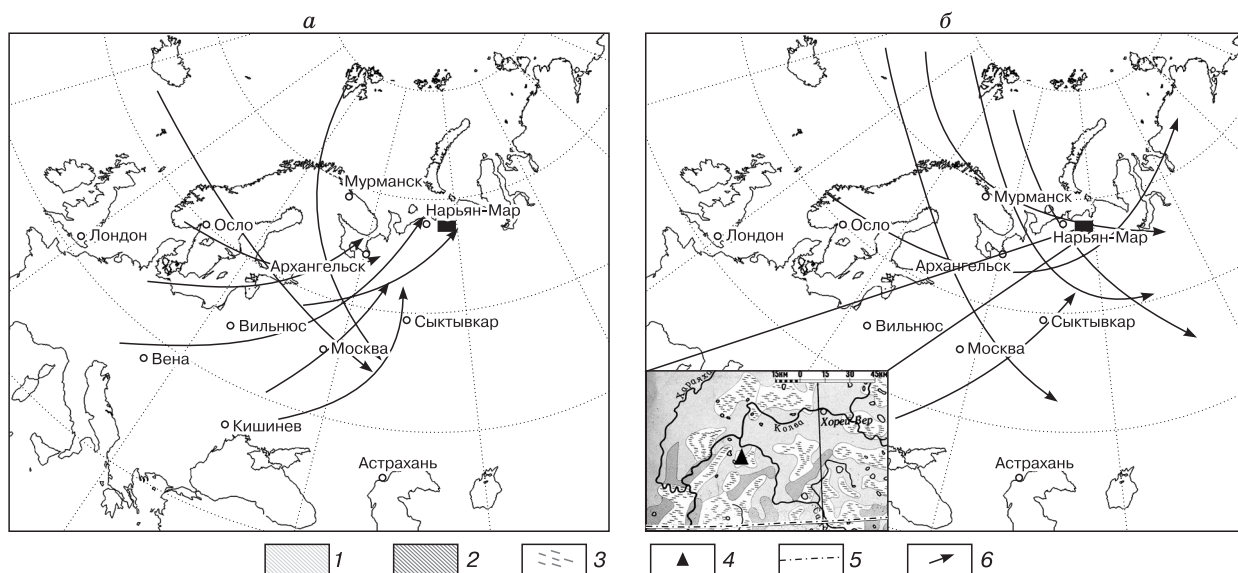 а
Мурманск
Нарьян-Мар
Осло
Лондон
Архангельск
Вильнюс
Сыктывкар
Москва
Вена
Кишинев
Астрахань
б
Мурманск
Осло
Лондон
Нарьян-Мар
Архангельск
Вильнюс
Сыктывкар
Москва
15КМ 0 15 30 45КМ
Колва
Хорей-Вер
Астрахань
1 2 3 4 5 6